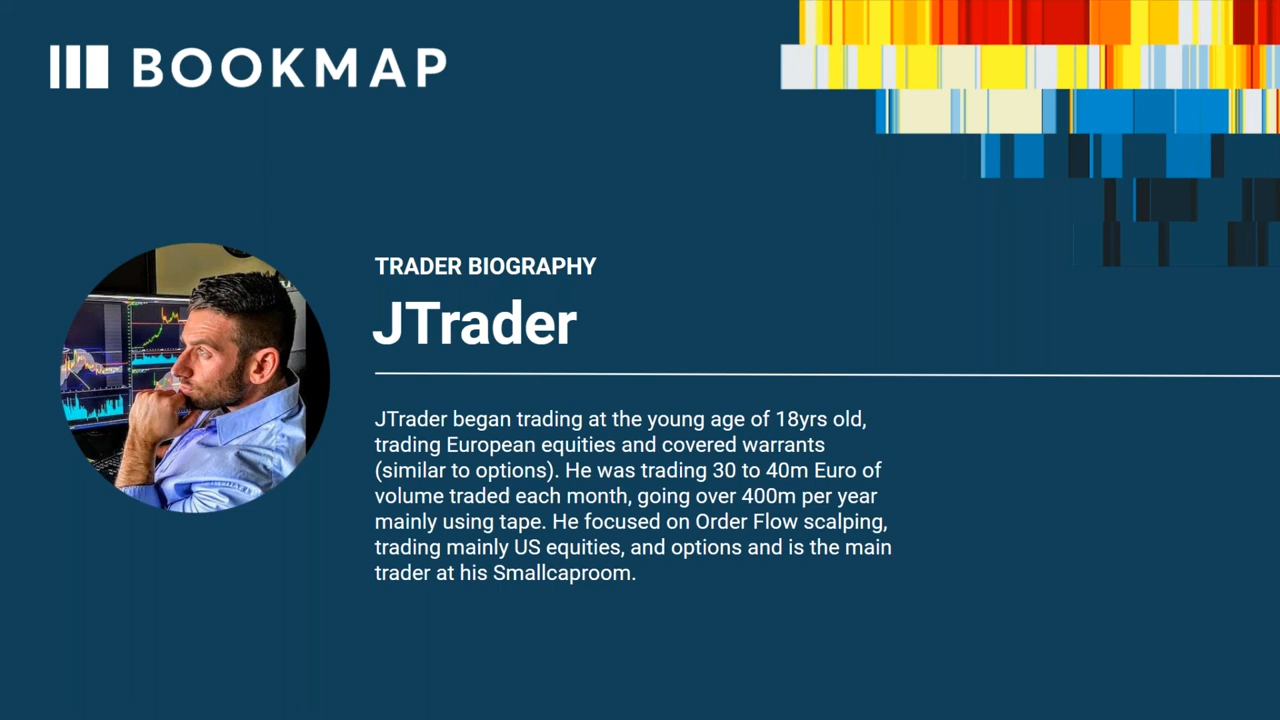 BOOKMAP
TRADER BIOGRAPHY
JTrader
JTrader began trading at the young age of 18yrs old,
trading European equities and covered warrants
(similar to options). He was trading 30 to 40m Euro of
volume traded each month, going over 400m per year
mainly using tape. He focused on Order Flow scalping,
trading mainly US equities, and options and is the main
trader at his Smallcaproom.